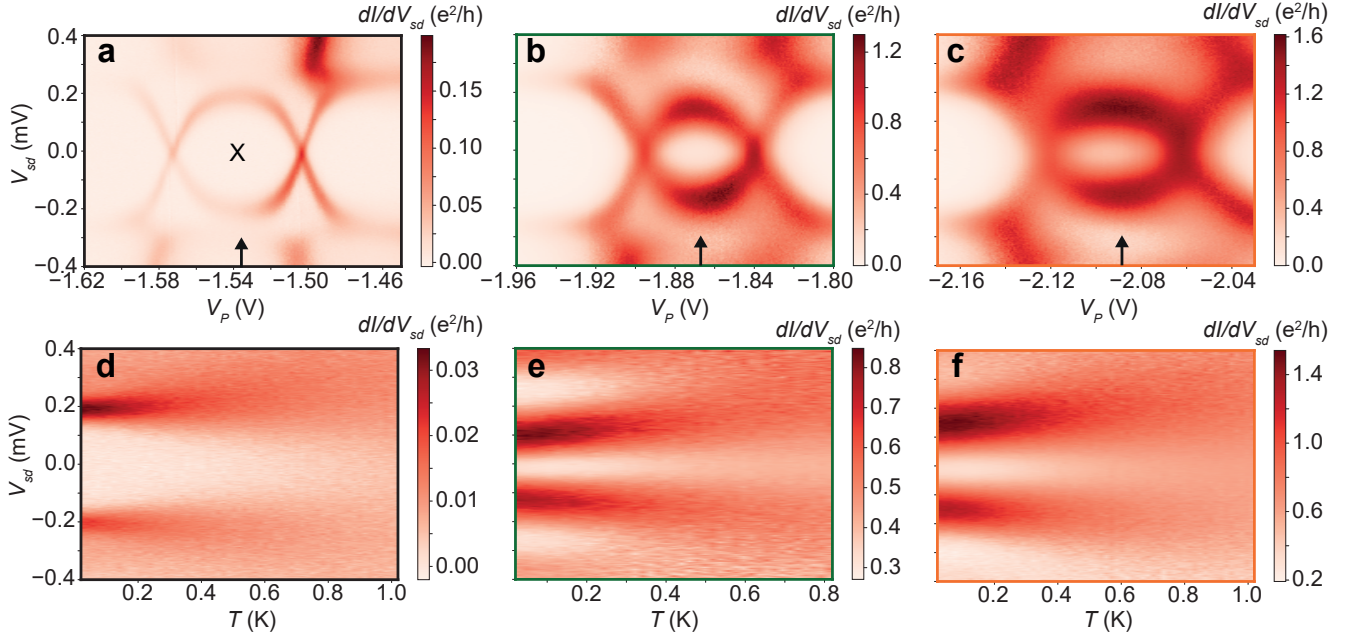 dI/dVsd (e²/h) dI/dVsd (e²/h) dI/dVsd (e²/h)
a b c
0.4 0.2 0.0 −0.2 −0.4
Vsd (mV)
X
0.15 0.10 0.05 0.00
1.2 0.8 0.4 0.0
1.6 1.2 0.8 0.4 0.0
−1.62 −1.58 −1.54 −1.50 −1.46
−1.96 −1.92 −1.88 −1.84 −1.80
−2.16 −2.12 −2.08 −2.04
VP (V) VP (V) VP (V)
dI/dVsd (e²/h) dI/dVsd (e²/h) dI/dVsd (e²/h)
d e f
0.4 0.2 0.0 −0.2 −0.4
Vsd (mV)
0.03 0.02 0.01 0.00
0.8 0.7 0.6 0.5 0.4 0.3
1.4 1.0 0.6 0.2
0.2 0.4 0.6 0.8 1.0
0.2 0.4 0.6 0.8
0.2 0.4 0.6 0.8 1.0
T (K) T (K) T (K)